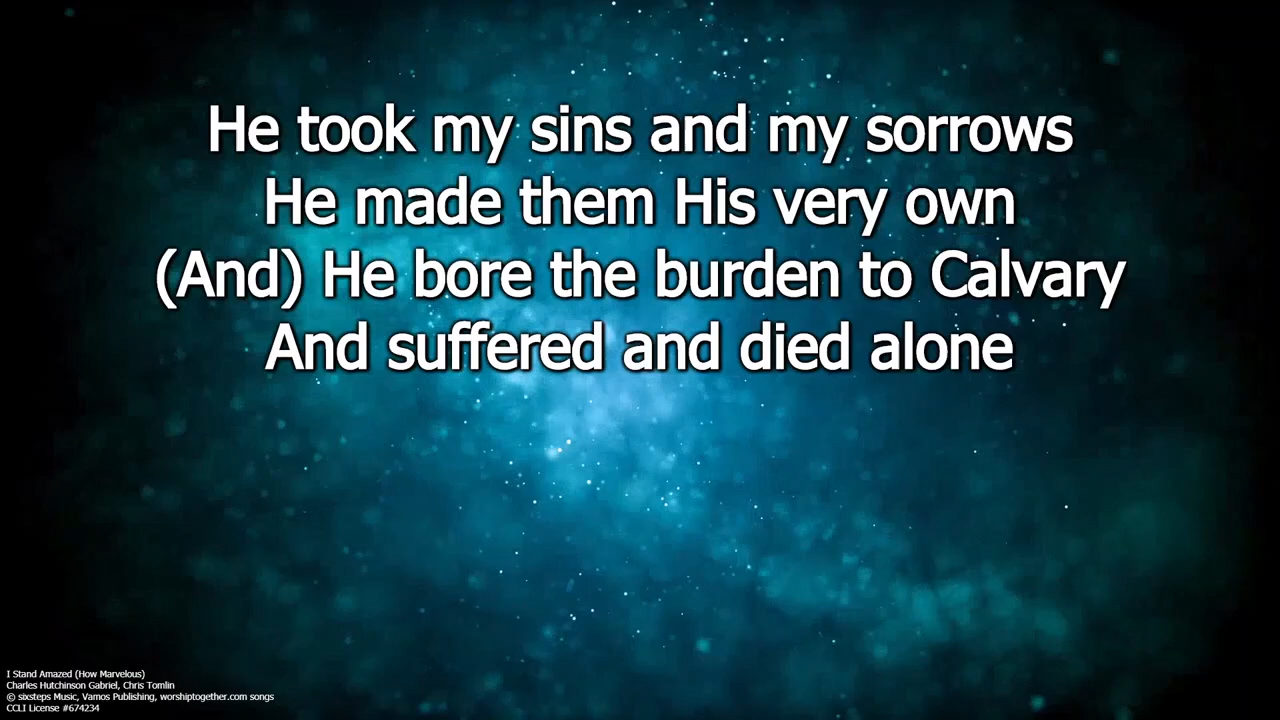 He took my sins and my sorrows
He made them His very own
(And) He bore the burden to Calvary
And suffered and died alone
I Stand Amazed (How Marvelous)
Charles Hutchinson Gabriel, Chris Tomlin
© sixsteps Music, Vamos Publishing, worshiptogether.com songs
CCLI License #674234